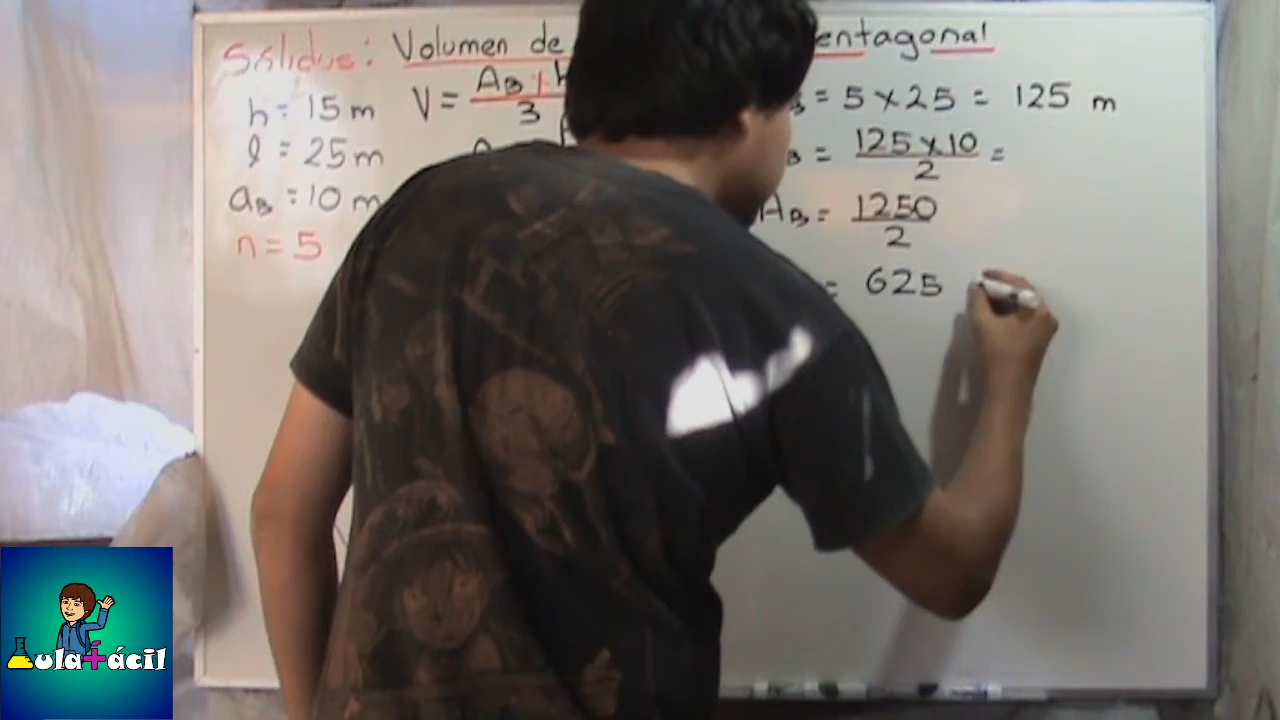 Sólidos: Volumen de entagonal
h = 15 m
l = 25 m
aB = 10 m
n = 5
V = AB x h / 3
B = 5 x 25 = 125 m
B = 125 x 10 / 2 =
AB = 1250 / 2
= 625
Aula+ácil